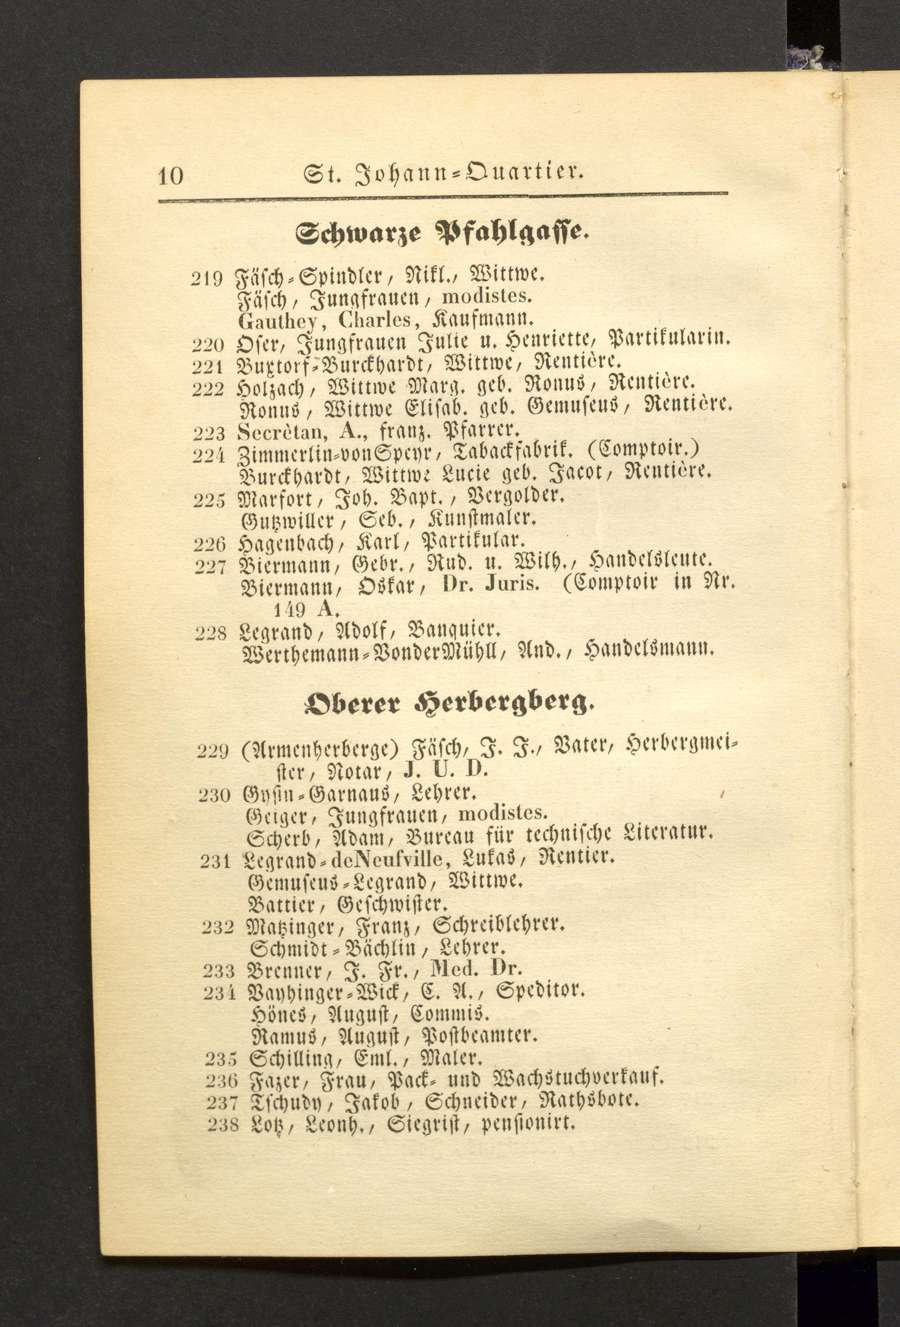 10 St. Johann-Quartier.
Schwarze Pfahlgasse.
219 Fäsch-Spindler, Nikl., Wittwe.
Fäsch, Jungfrauen, modistes.
Gauthey, Charles, Kaufmann.
220 Oser, Jungfrauen Julie u. Henriette, Partikularin.
221 Buxtorf-Burckhardt, Wittwe, Rentière.
222 Holzach, Wittwe Marg. geb. Ronus, Rentière.
Ronus, Wittwe Elisab. geb. Gemuseus, Rentière.
223 Secrètan, A., franz. Pfarrer.
224 Zimmerlin-vonSpeyr, Tabackfabrik. (Comptoir.)
Burckhardt, Wittwe Lucie geb. Jacot, Rentière.
225 Marfort, Joh. Bapt., Vergolder.
Gutzwiller, Seb., Kunstmaler.
226 Hagenbach, Karl, Partikular.
227 Biermann, Gebr., Rud. u. Wilh., Handelsleute.
Biermann, Oskar, Dr. Juris. (Comptoir in Nr.
149 A.
228 Legrand, Adolf, Banquier.
Werthemann-VonderMühll, And., Handelsmann.
Oberer Herbergberg.
229 (Armenherberge) Fäsch, J. J., Vater, Herbergmei-
ster, Notar, J. U. D.
230 Gysin-Garnaus, Lehrer.
Geiger, Jungfrauen, modistes.
Scherb, Adam, Bureau für technische Literatur.
231 Legrand-deNeufville, Lukas, Rentier.
Gemuseus-Legrand, Wittwe.
Battier, Geschwister.
232 Matzinger, Franz, Schreiblehrer.
Schmidt-Bächlin, Lehrer.
233 Brenner, J. Fr., Med. Dr.
234 Vayhinger-Wick, C. A., Speditor.
Hönes, August, Commis.
Ramus, August, Postbeamter.
235 Schilling, Eml., Maler.
236 Fazer, Frau, Pack- und Wachstuchverkauf.
237 Tschudy, Jakob, Schneider, Rathsbote.
238 Lotz, Leonh., Siegrist, pensionirt.